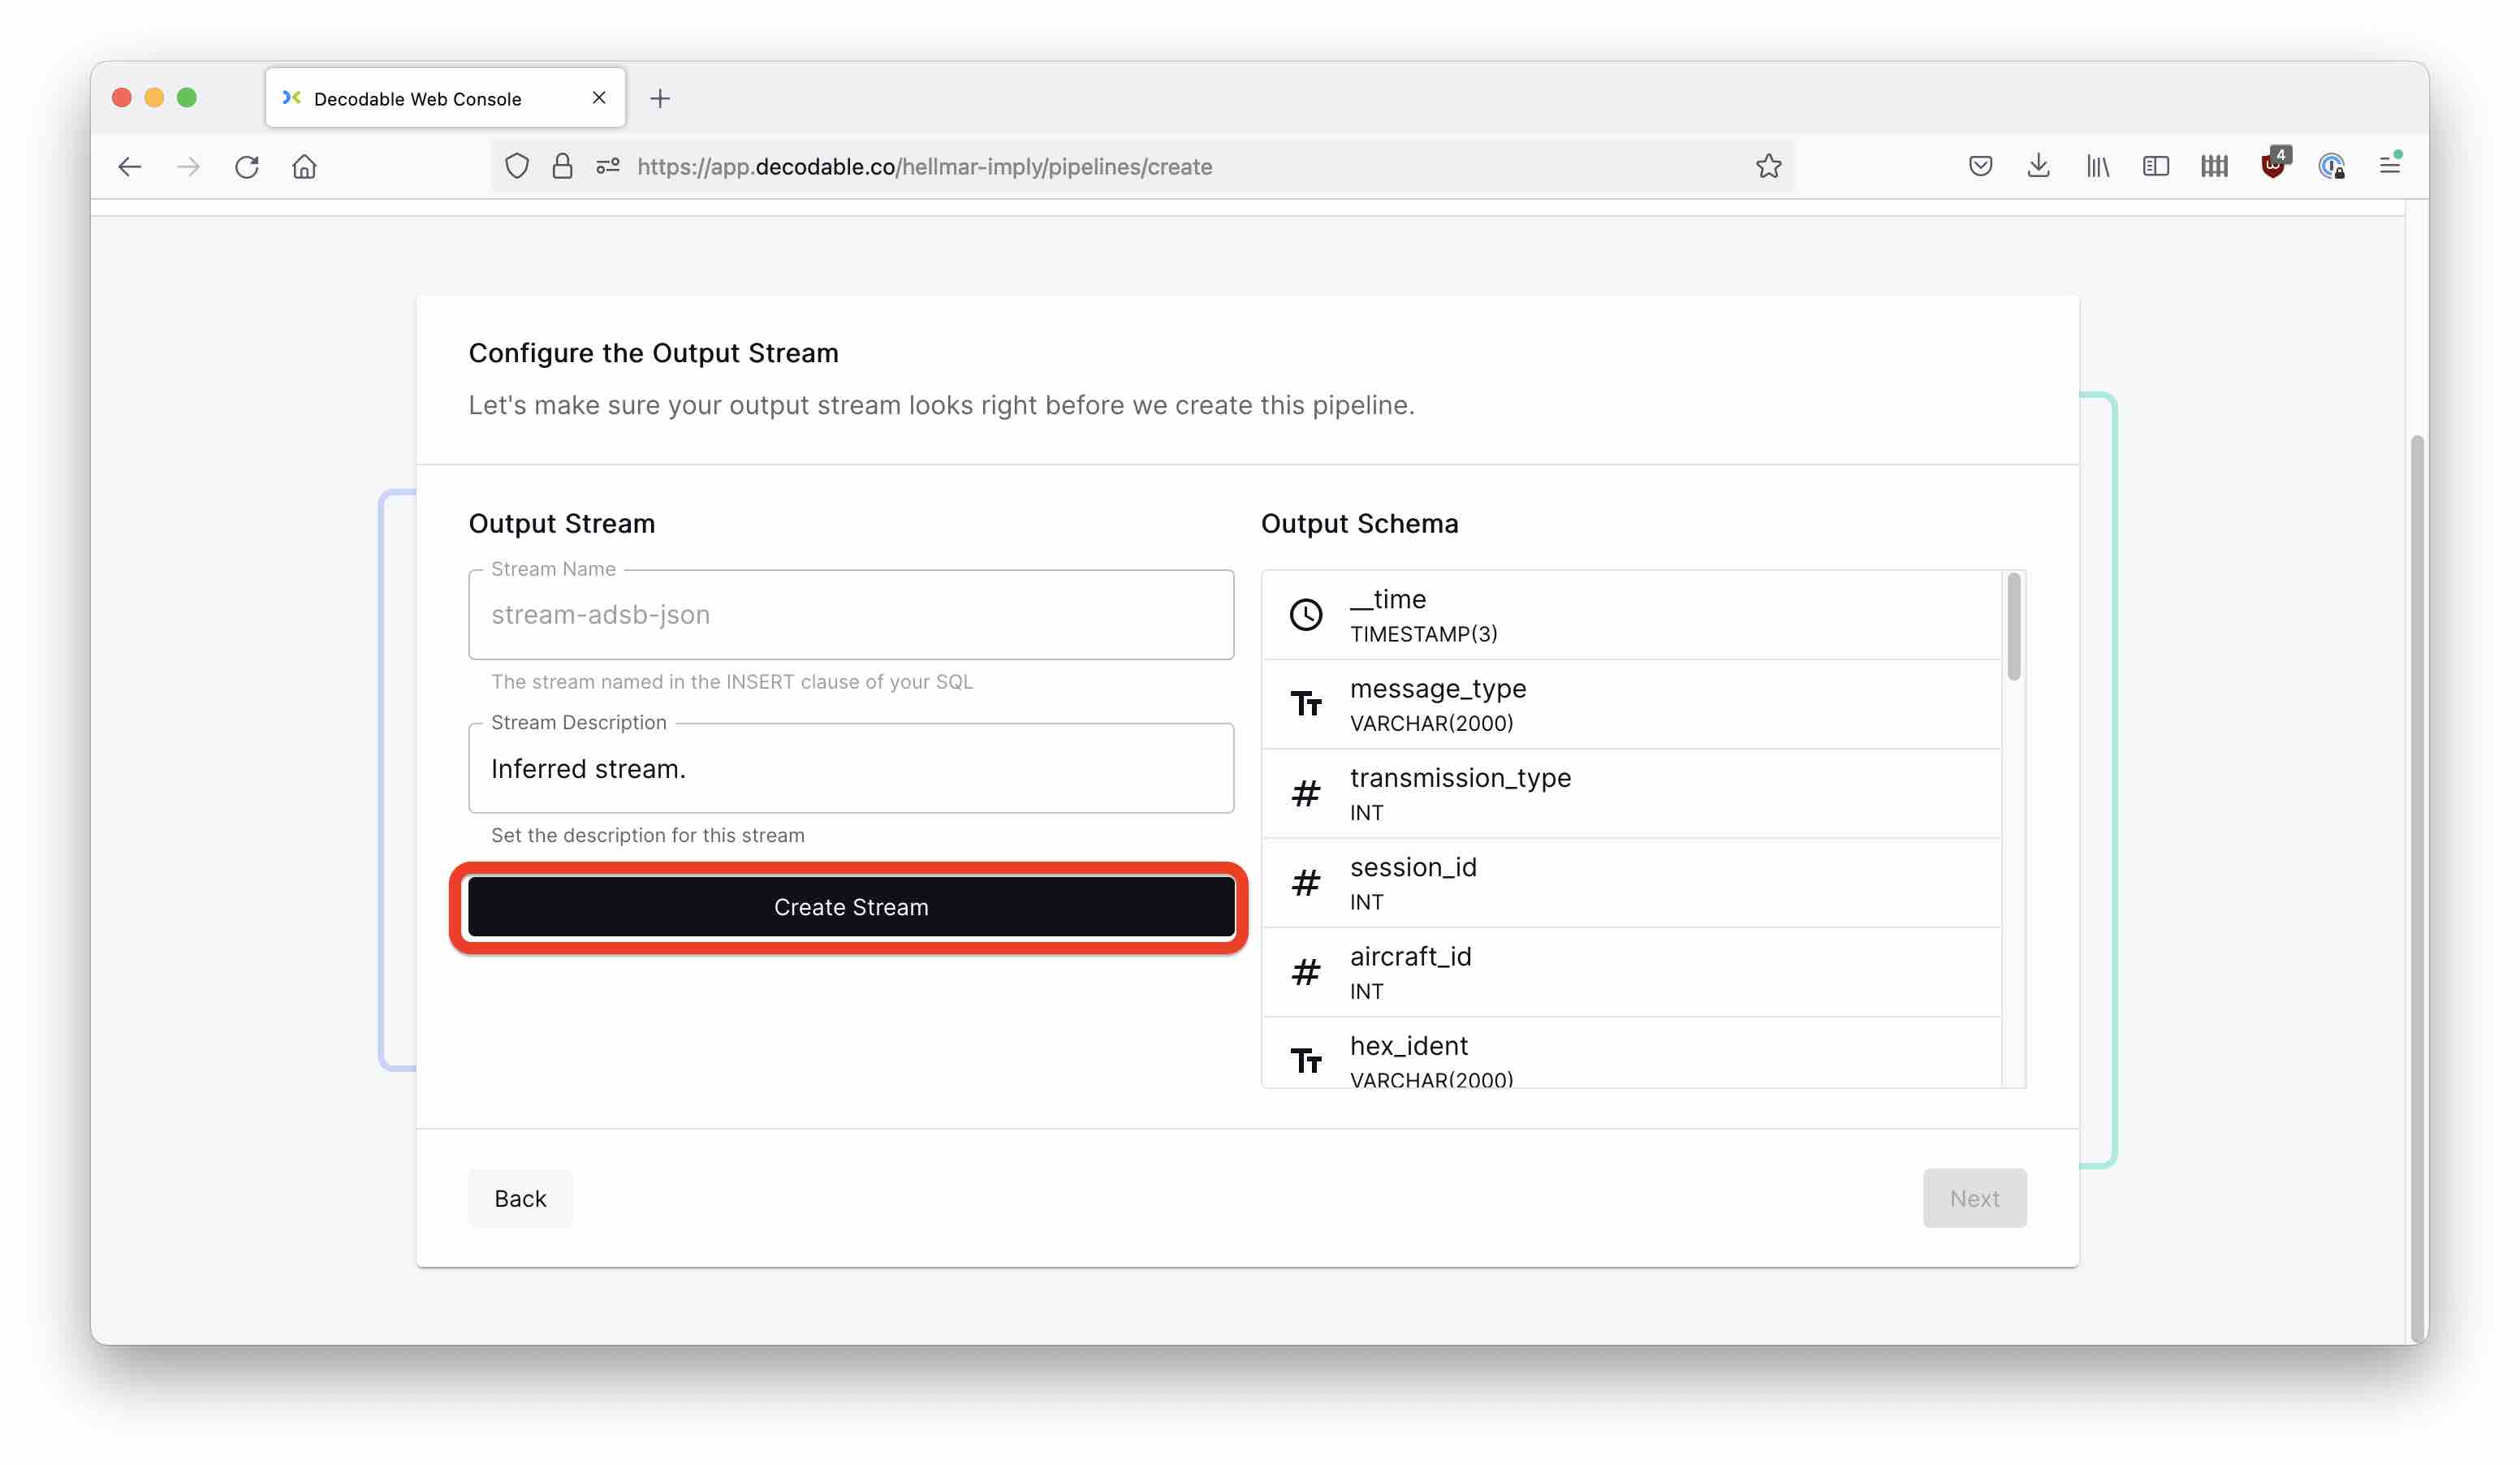 Decodable Web Console
https://app.decodable.co/hellmar-imply/pipelines/create
4
Configure the Output Stream
Let's make sure your output stream looks right before we create this pipeline.
Output Stream
Stream Name
stream-adsb-json
The stream named in the INSERT clause of your SQL
Stream Description
Inferred stream.
Set the description for this stream
Create Stream
Output Schema
__time
TIMESTAMP(3)
message_type
VARCHAR(2000)
transmission_type
INT
session_id
INT
aircraft_id
INT
hex_ident
VARCHAR(2000)
Back
Next